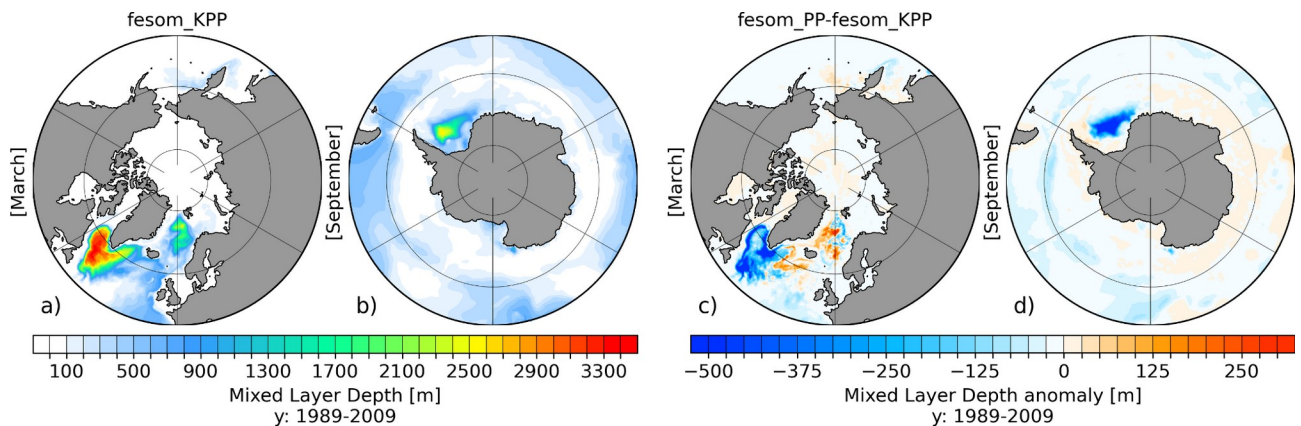 fesom_KPP
fesom_PP-fesom_KPP
[March]
a)
[September]
b)
[March]
c)
[September]
d)
100 500 900 1300 1700 2100 2500 2900 3300
Mixed Layer Depth [m]
y: 1989-2009
−500 −375 −250 −125 0 125 250
Mixed Layer Depth anomaly [m]
y: 1989-2009